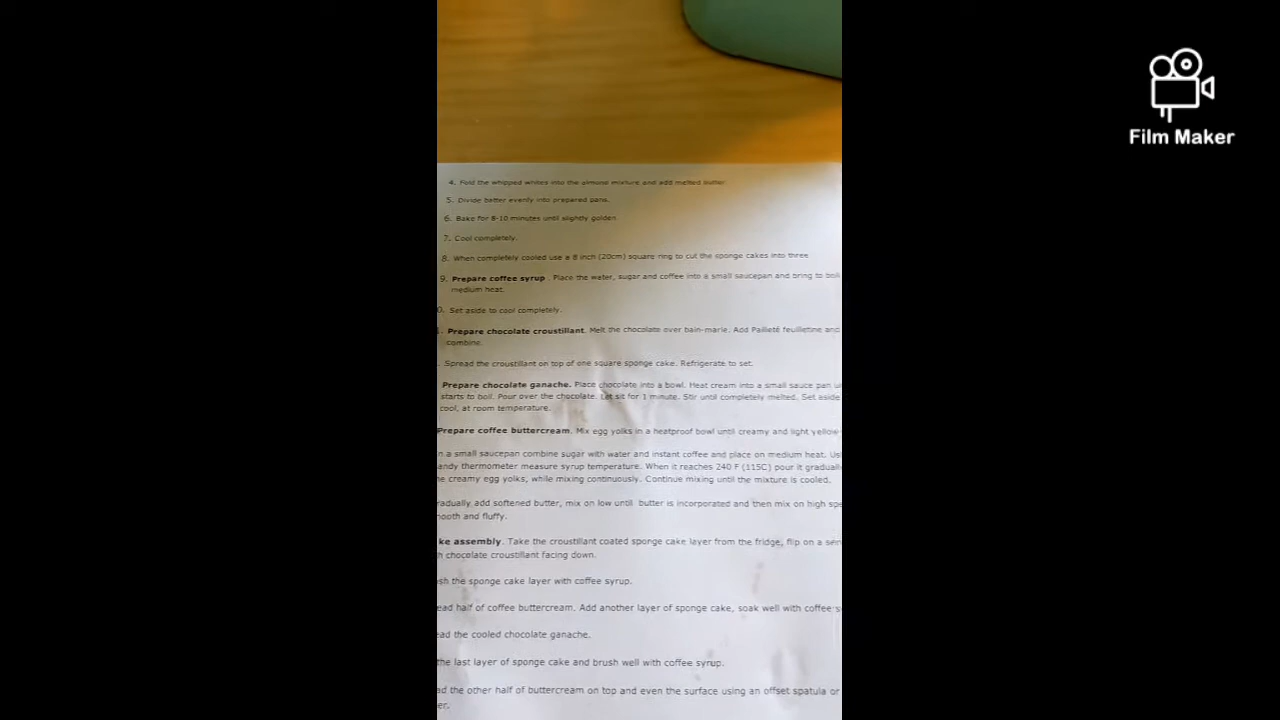 4. Fold the whipped whites into the almond mixture and add melted butter
5. Divide batter evenly into prepared pans.
6. Bake for 8-10 minutes until slightly golden.
7. Cool completely.
8. When completely cooled use a 8 inch (20cm) square ring to cut the sponge cakes into three
9. Prepare coffee syrup . Place the water, sugar and coffee into a small saucepan and bring to boil
medium heat.
0. Set aside to cool completely.
Prepare chocolate croustillant. Melt the chocolate over bain-marie. Add Pailleté feuilletine and
combine.
. Spread the croustillant on top of one square sponge cake. Refrigerate to set.
Prepare chocolate ganache. Place chocolate into a bowl. Heat cream into a small sauce pan
starts to boil. Pour over the chocolate. Let sit for 1 minute. Stir until completely melted. Set aside
cool, at room temperature.
Prepare coffee buttercream. Mix egg yolks in a heatproof bowl until creamy and light yellow
n a small saucepan combine sugar with water and instant coffee and place on medium heat. Us
andy thermometer measure syrup temperature. When it reaches 240 F (115C) pour it gradually
e creamy egg yolks, while mixing continuously. Continue mixing until the mixture is cooled.
radually add softened butter, mix on low until butter is incorporated and then mix on high spe
ooth and fluffy.
ke assembly. Take the croustillant coated sponge cake layer from the fridge, flip on a ser
h chocolate croustillant facing down.
sh the sponge cake layer with coffee syrup.
ead half of coffee buttercream. Add another layer of sponge cake, soak well with coffee s
ead the cooled chocolate ganache.
the last layer of sponge cake and brush well with coffee syrup.
ad the other half of buttercream on top and even the surface using an offset spatula or
er.
Film Maker